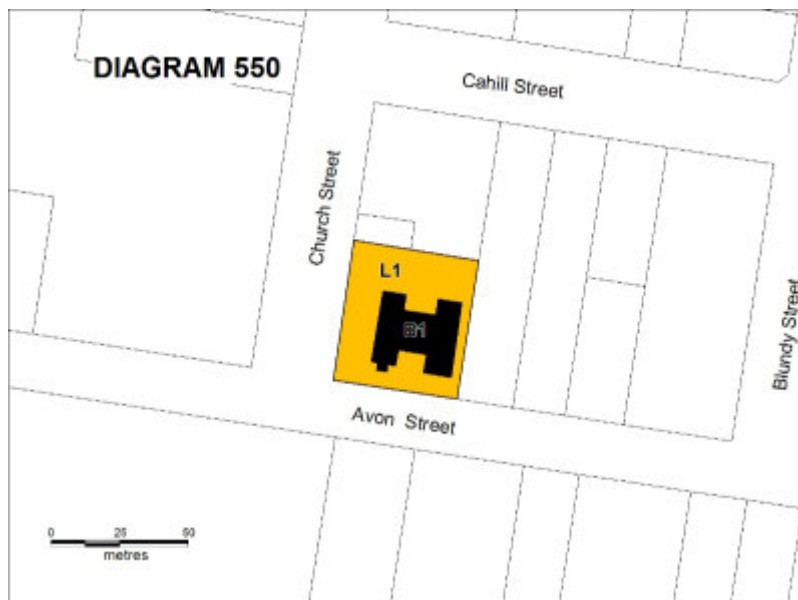 DIAGRAM 550
Cahill Street
Church Street
L1
B1
Blundy Street
Avon Street
0 25 50
metres